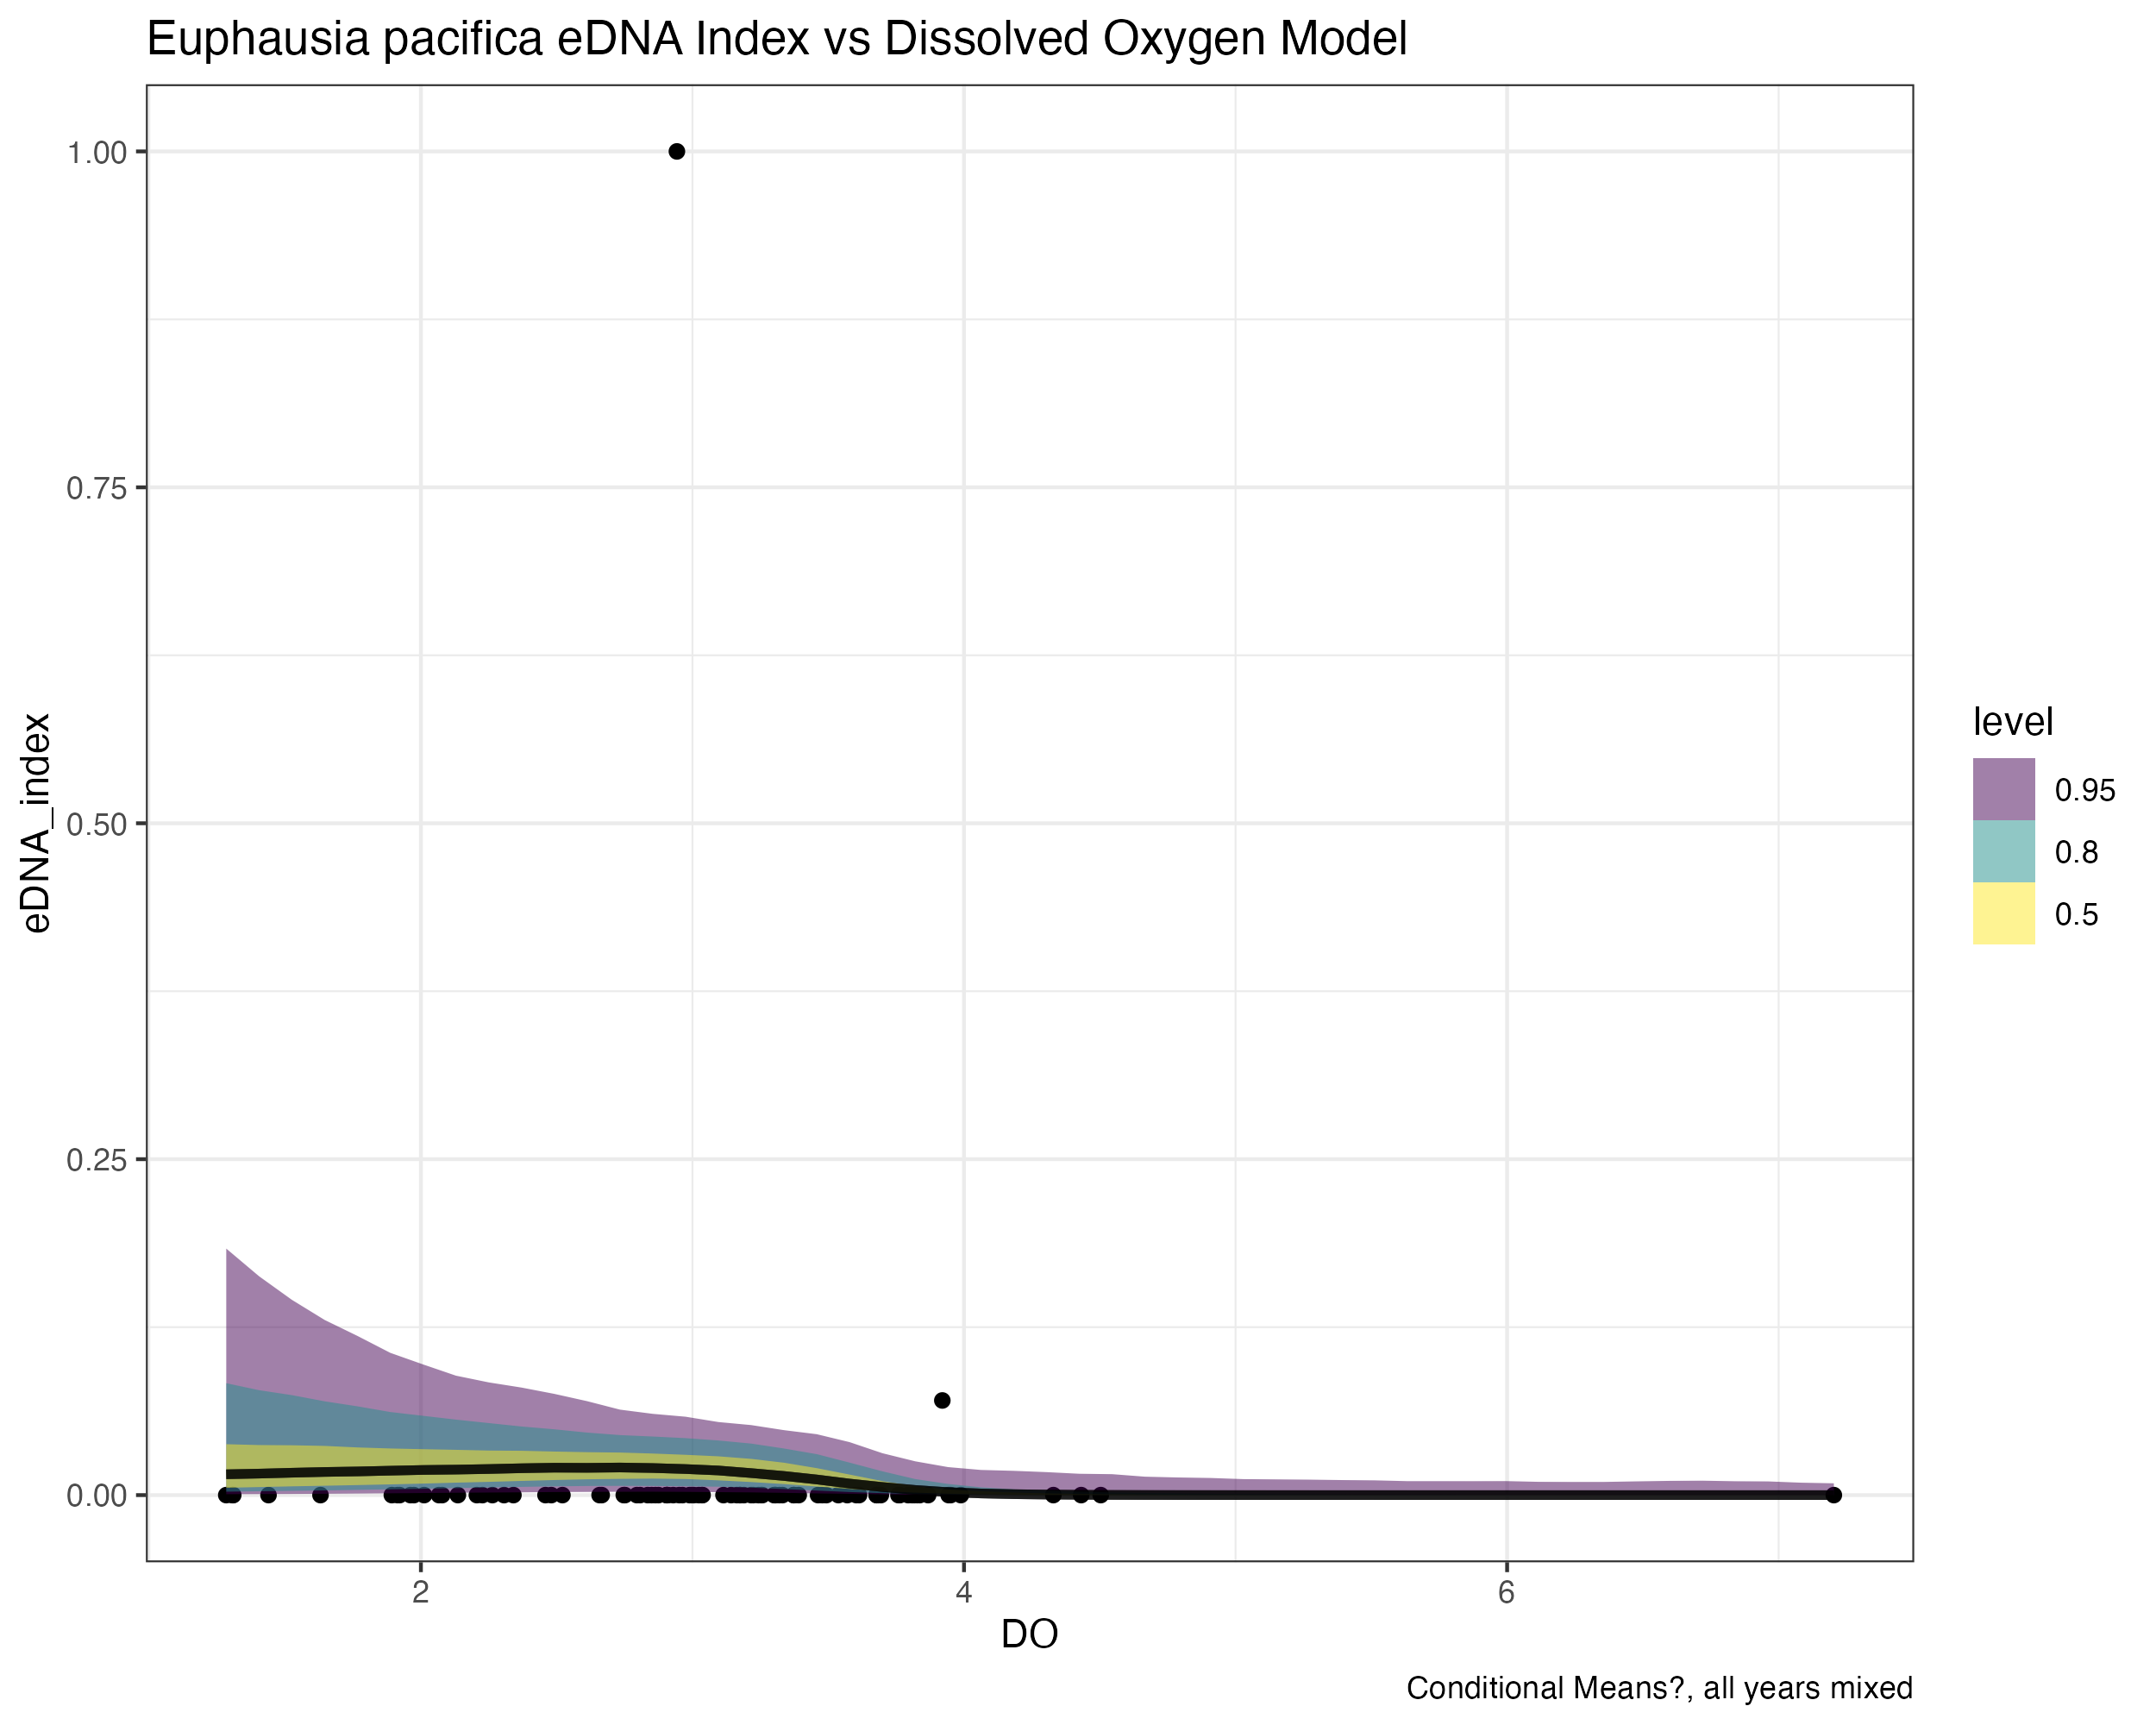 Euphausia pacifica eDNA Index vs Dissolved Oxygen Model
1.00
0.75
0.50
0.25
0.00
eDNA_index
2 4 6
DO
level
0.95
0.8
0.5
Conditional Means?, all years mixed